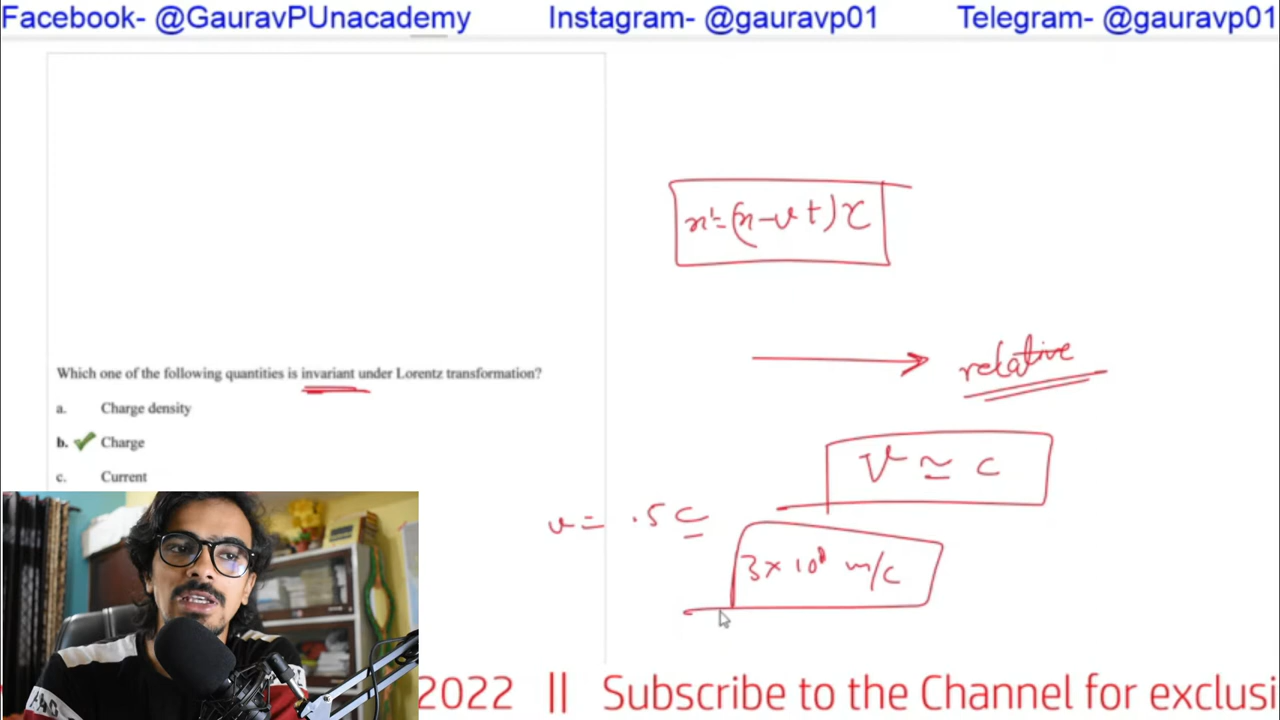 Facebook- @GauravPUnacademy Instagram- @gauravp01 Telegram- @gauravp01
x'=(x-vt)γ
Which one of the following quantities is invariant under Lorentz transformation?
relative
a. Charge density
b. Charge
c. Current
V ≃ c
v = .5 c
3 x 10⁸ m/c
2022 || Subscribe to the Channel for exclusi